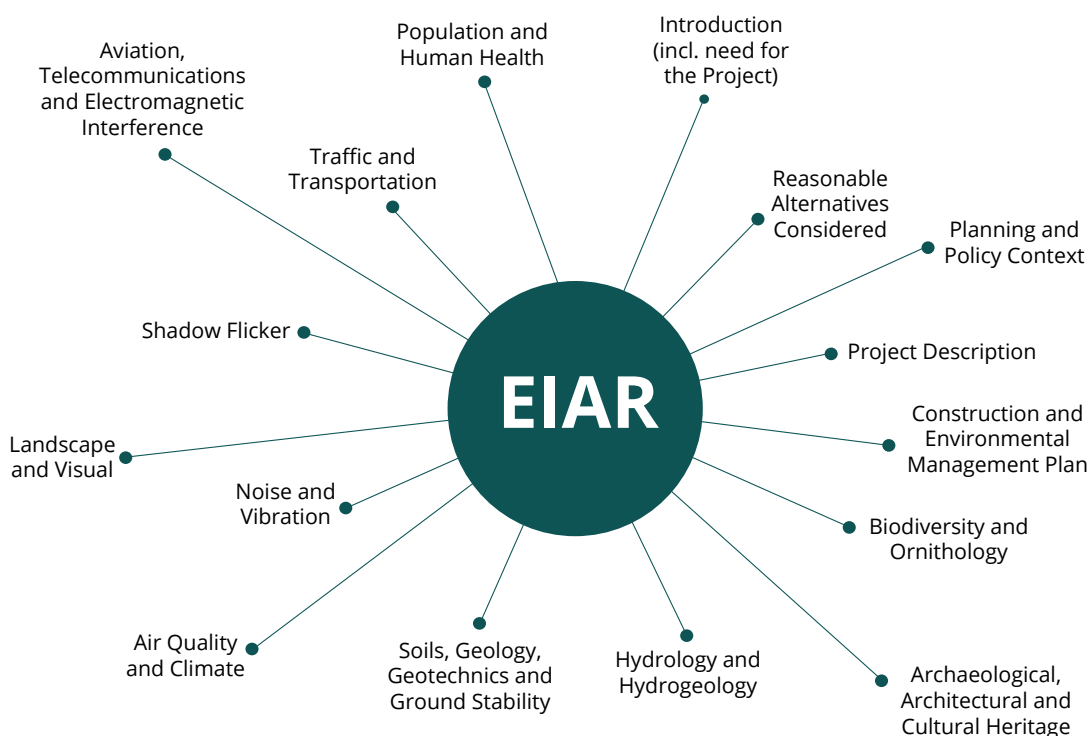 Introduction
(incl. need for
the Project)
Population and
Human Health
Aviation,
Telecommunications
and Electromagnetic
Interference
Traffic and
Transportation
Reasonable
Alternatives
Considered
Planning and
Policy Context
Shadow Flicker
Project Description
EIAR
Construction and
Environmental
Management Plan
Landscape
and Visual
Noise and
Vibration
Biodiversity and
Ornithology
Air Quality
and Climate
Soils, Geology,
Geotechnics and
Ground Stability
Hydrology and
Hydrogeology
Archaeological,
Architectural and
Cultural Heritage